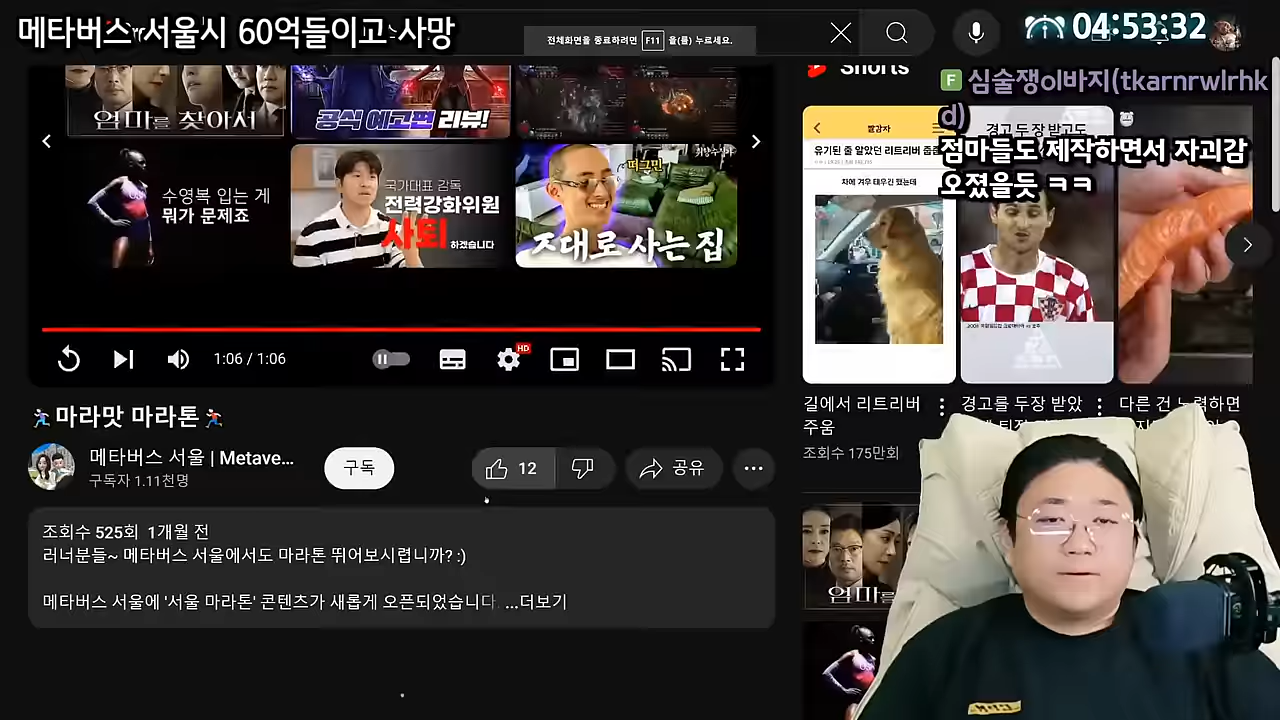 메타버스 서울시 60억들이고 사망
전체화면을 종료하려면 F11 을(를) 누르세요.
04:53:32
Shorts
F 심술쟁이바지(tkarnrwlrhk
d)
점마들도 제작하면서 자괴감
오졌을듯 ㅋㅋ
엄마를 찾아서
공식 예고편 리뷰!
수영복 입는 게
뭐가 문제죠
국가대표 감독
전력강화위원
사퇴 하겠습니다
떠그민
ㅈ대로 사는 집
빨강자
유기된 줄 알았던 리트리버
차에 겨우 태우긴 했는데
경고 두 장 받고도
1:06 / 1:06
HD
마라맛 마라톤
메타버스 서울 | Metave...
구독자 1.11천명
구독
12
공유
조회수 525회 1개월 전
러너분들~ 메타버스 서울에서도 마라톤 뛰어보시렵니까? :)
메타버스 서울에 '서울 마라톤' 콘텐츠가 새롭게 오픈되었습니다. ...더보기
길에서 리트리버
주움
조회수 175만회
경고를 두장 받았
다른 건 노력하면